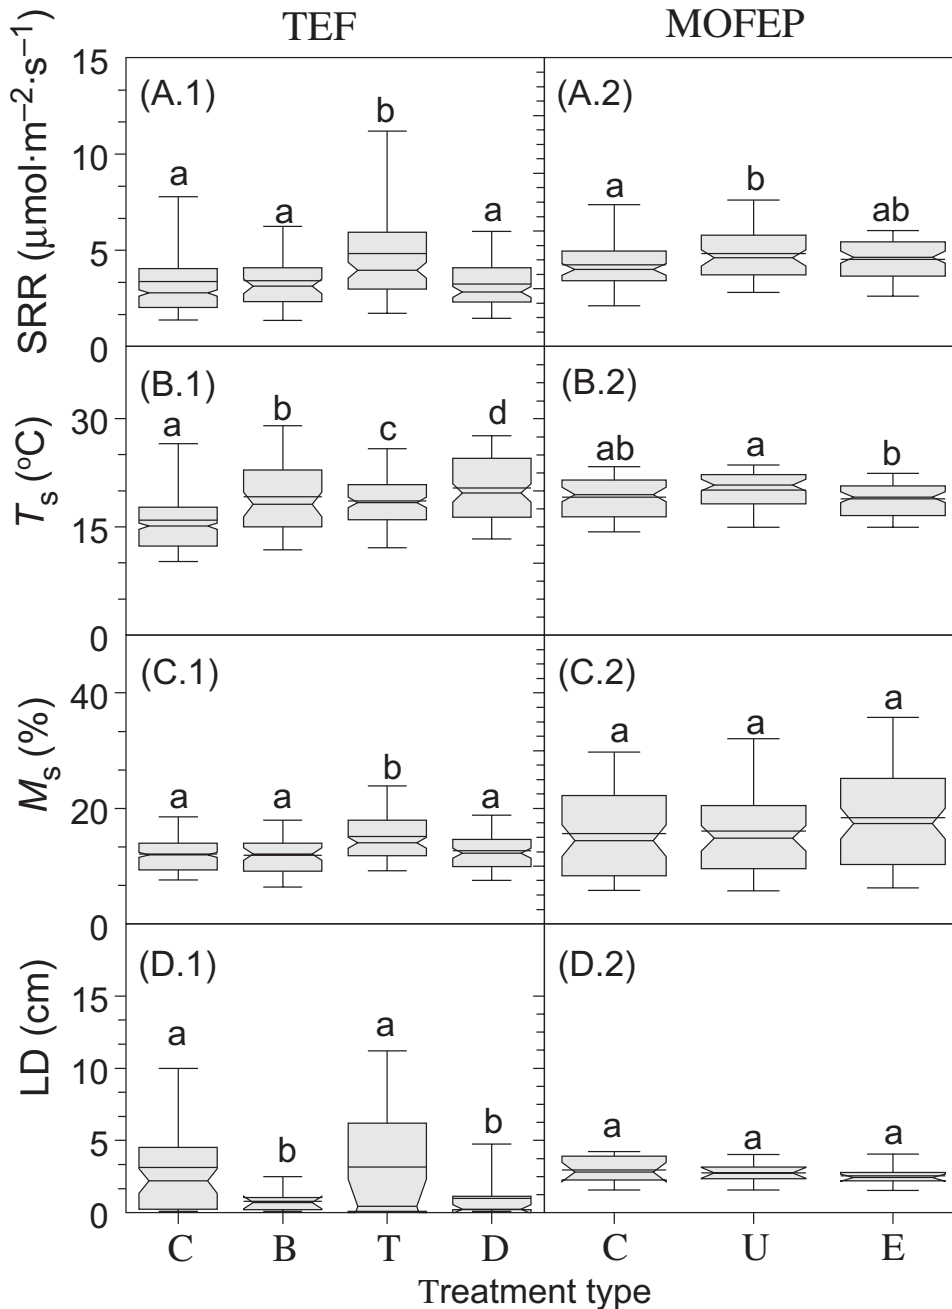 TEF MOFEP
SRR (μmol·m⁻²·s⁻¹)
15
10
5
0
(A.1)
a a b a
(A.2)
a b ab
Tₛ (ºC)
30
15
0
(B.1)
a b c d
(B.2)
ab a b
Mₛ (%)
40
20
0
(C.1)
a a b a
(C.2)
a a a
LD (cm)
15
10
5
0
(D.1)
a b a b
(D.2)
a a a
C B T D C U E
Treatment type